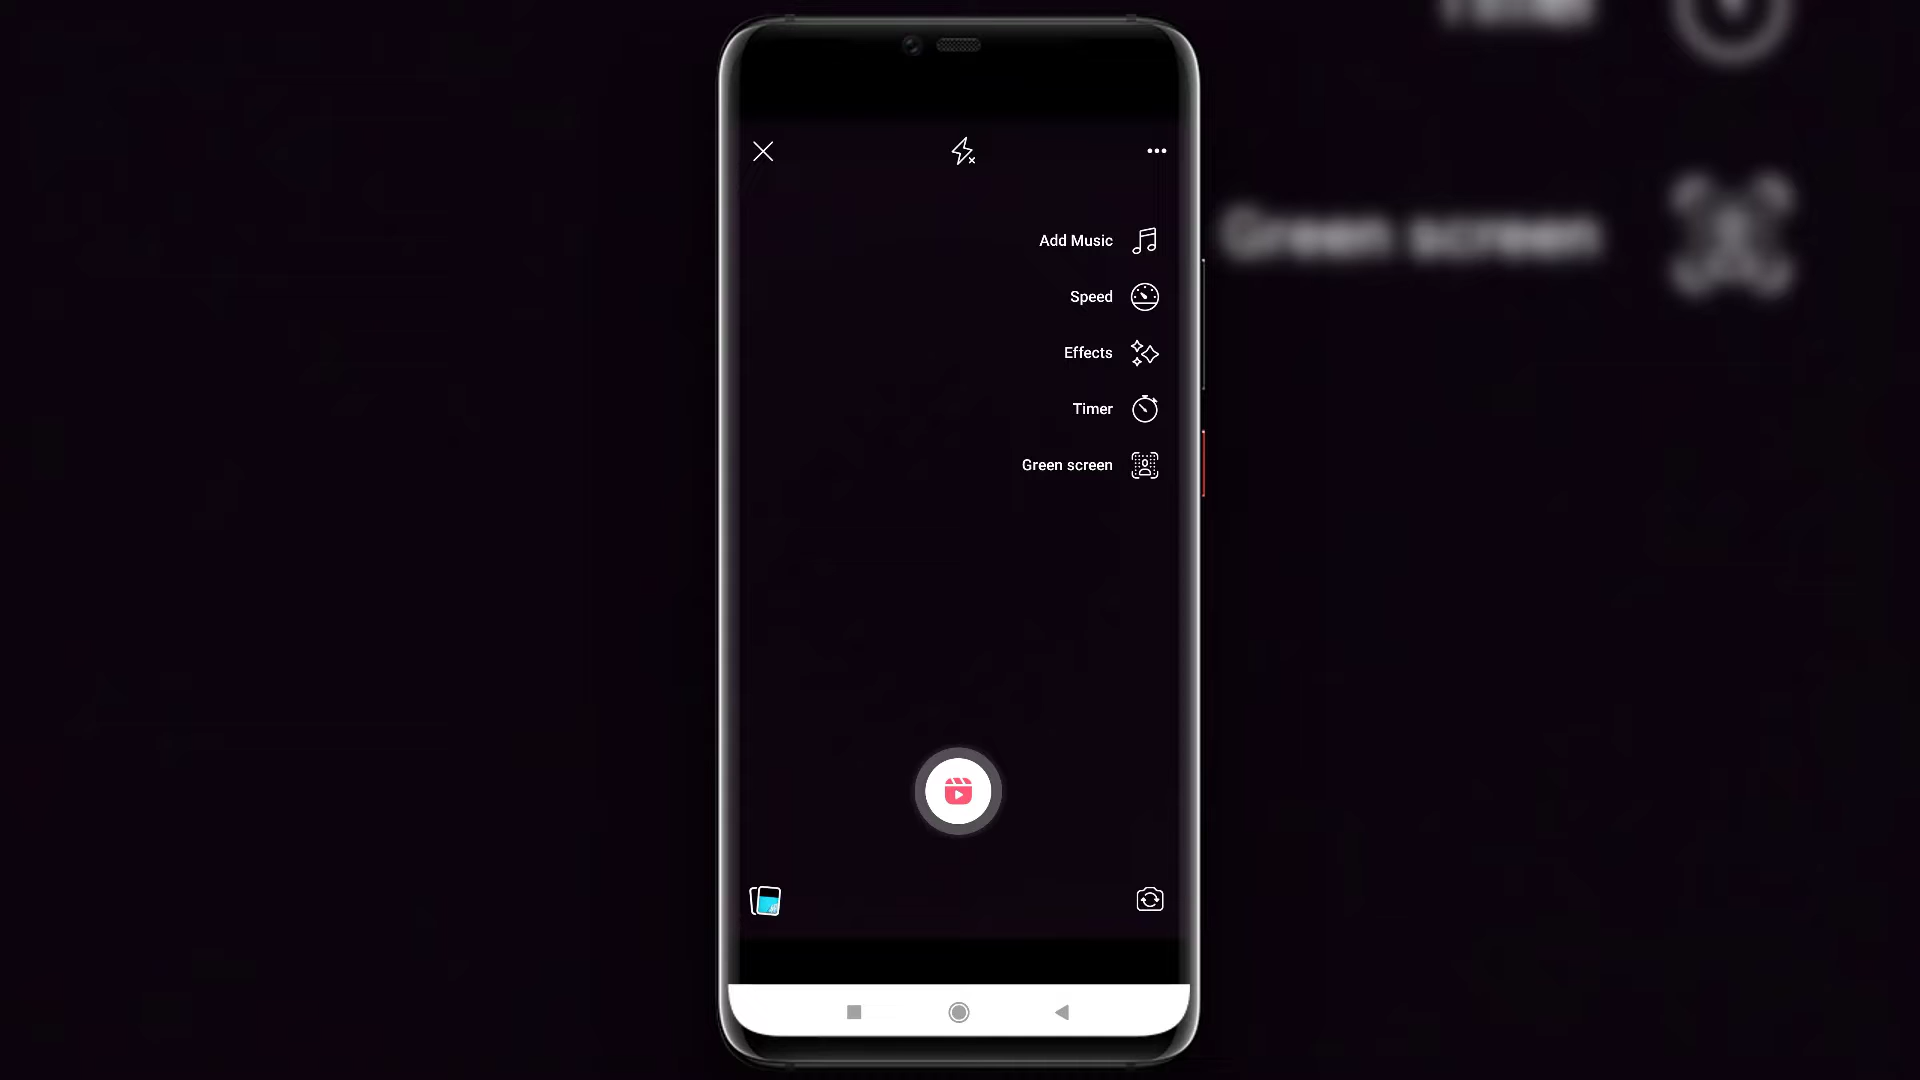 Add Music
Speed
Effects
Timer
Green screen
Green screen